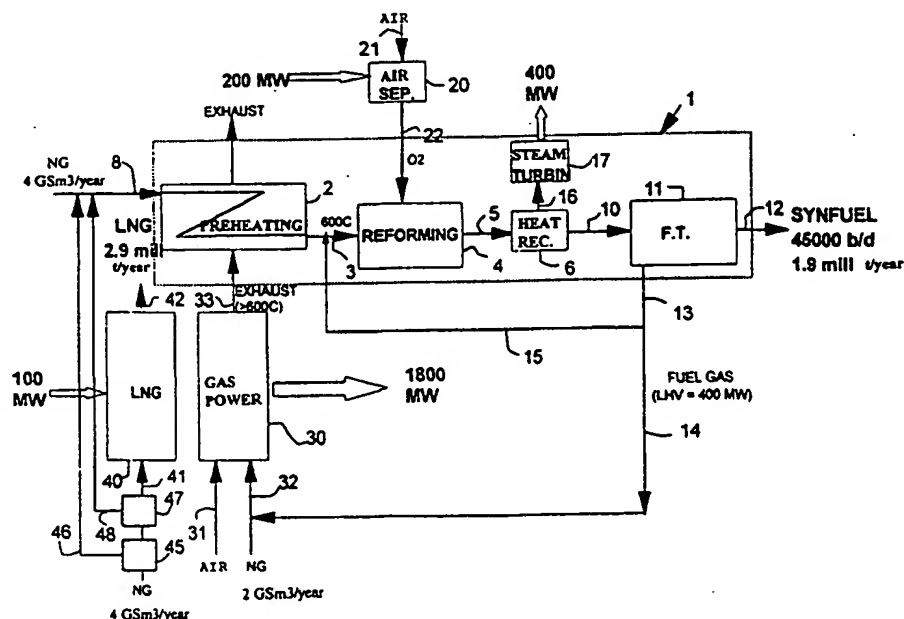 AIR
21
200 MW
AIR
SEP.
20
400
MW
1
EXHAUST
22
O2
STEAM
TURBIN
17
NG
4 GSm3/year
8
2
16
10
11
12
LNG
2.9 mill
t/year
PREHEATING
600C
3
REFORMING
4
5
HEAT
REC.
6
F.T.
SYNFUEL
45000 b/d
1.9 mill t/year
42
33
EXHAUST
(>600C)
13
15
100
MW
LNG
GAS
POWER
1800
MW
30
FUEL GAS
(LHV = 400 MW)
14
40
41
32
47
46
48
45
31
AIR
NG
2 GSm3/year
NG
4 GSm3/year